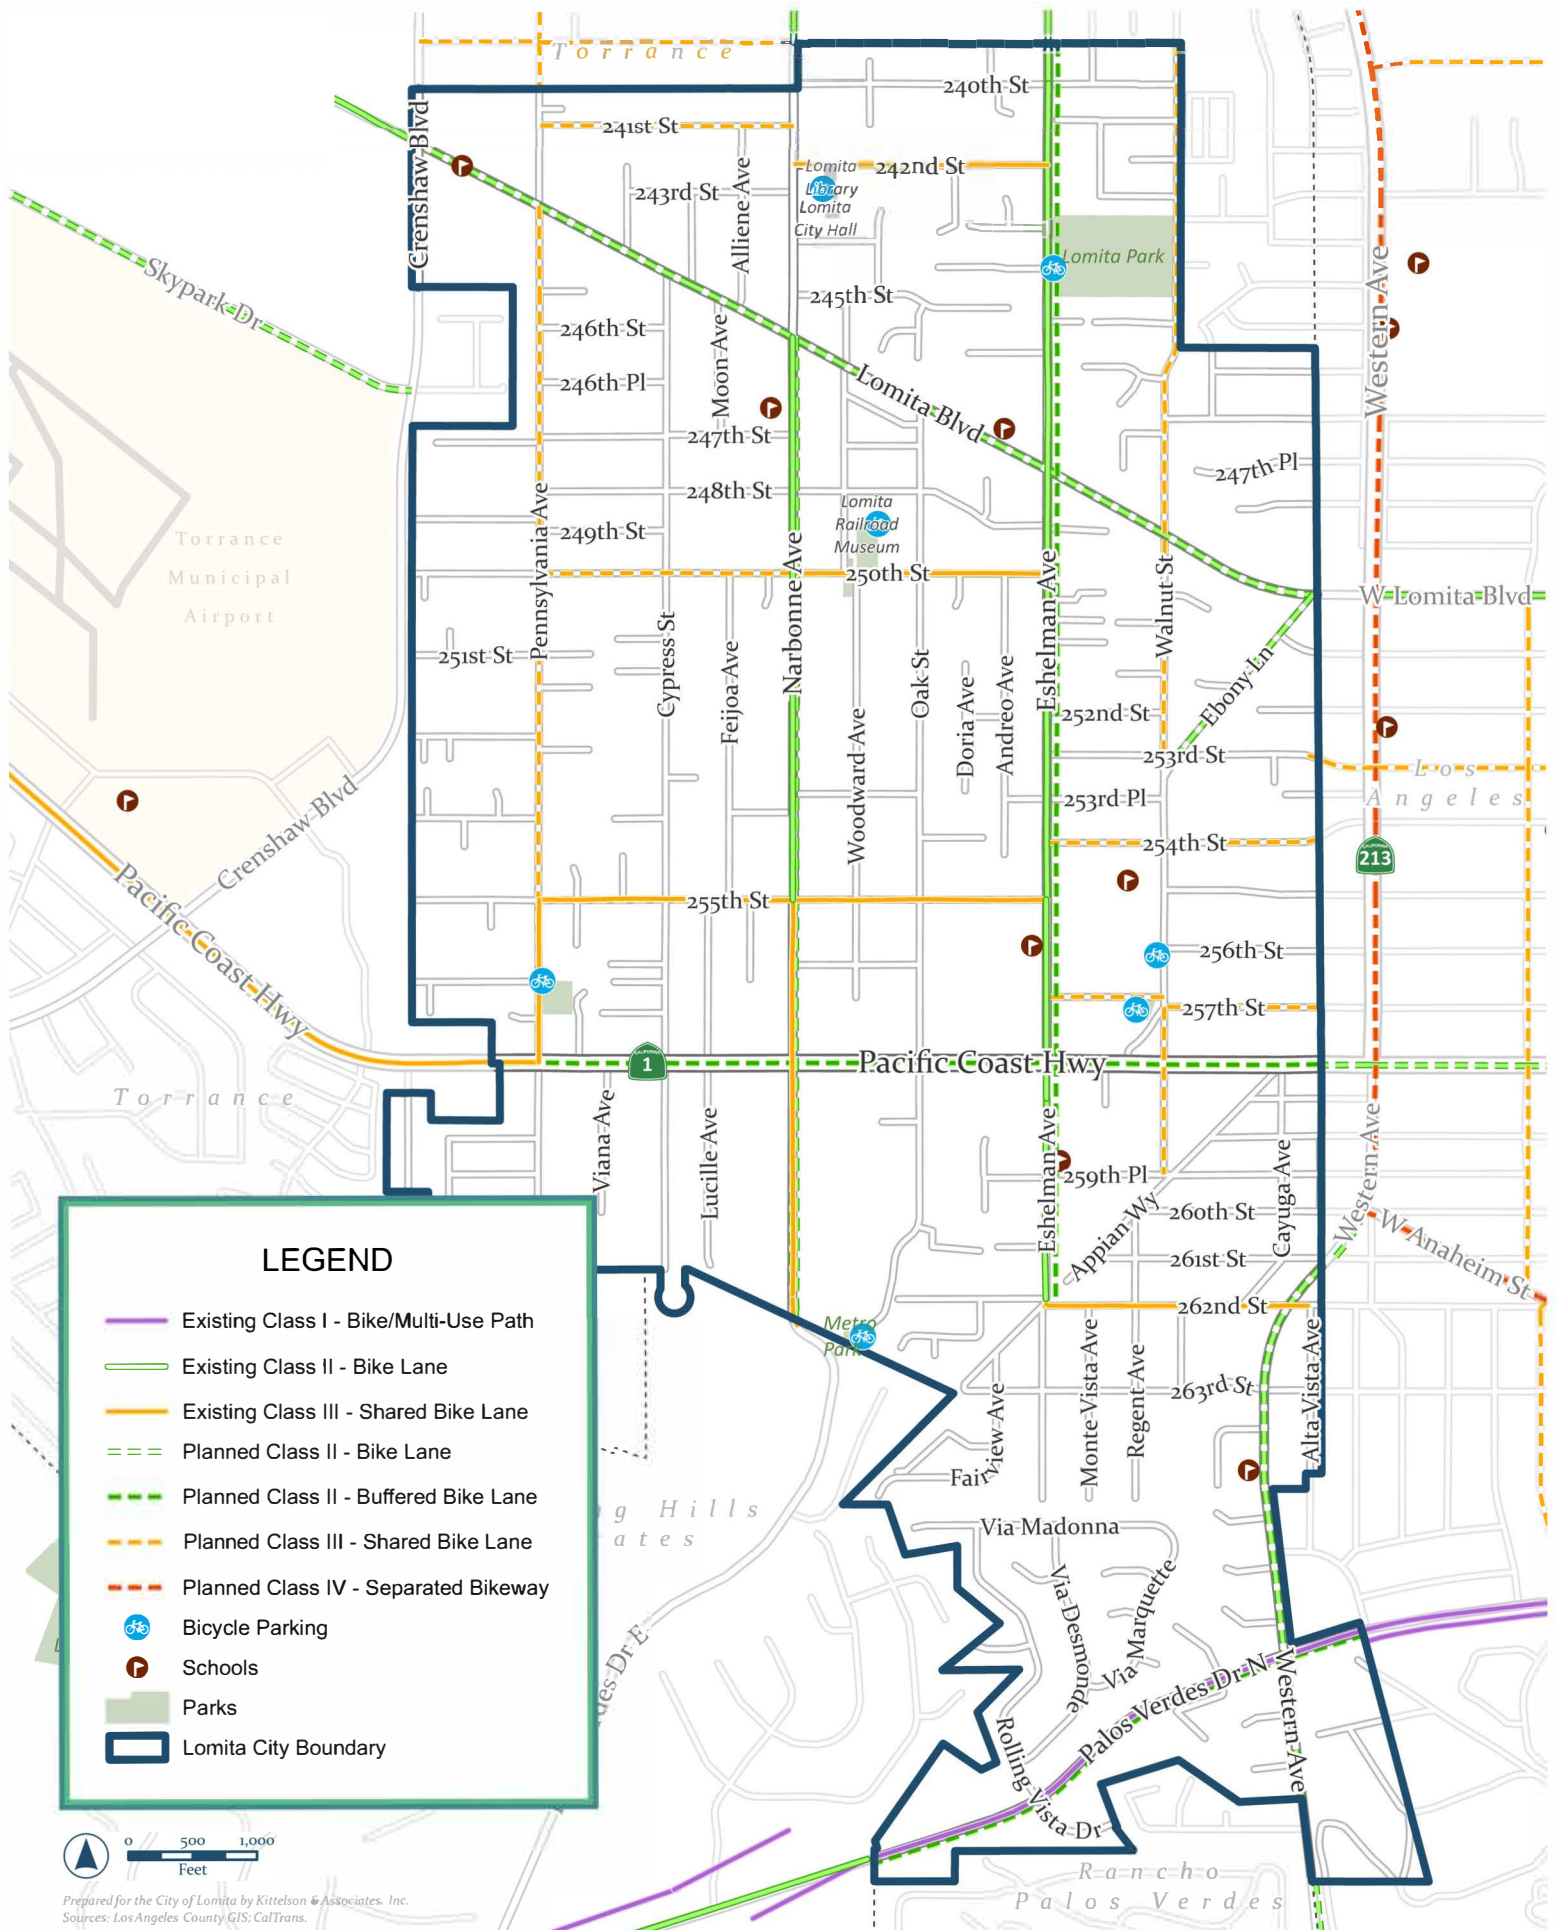 Torrance
240th St
Crenshaw Blvd
241st St
242nd St
Lomita
Library
Lomita
City Hall
243rd St
Alliene Ave
Lomita Park
Skypark Dr
245th St
Western Ave
246th St
Moon Ave
246th Pl
Lomita Blvd
247th St
247th Pl
248th St
Lomita
Railroad
Museum
249th St
Pennsylvania Ave
Torrance
Municipal
Airport
250th St
Narbonne Ave
Eshelman Ave
Walnut St
W Lomita Blvd
251st St
Cypress St
Feijoa Ave
Oak St
Doria Ave
Andreo Ave
Ebony Ln
252nd St
253rd St
Woodward Ave
253rd Pl
Los
Angeles
Crenshaw Blvd
254th St
CALIFORNIA
213
Pacific Coast Hwy
255th St
256th St
257th St
CALIFORNIA
1
Pacific Coast Hwy
Torrance
Viana Ave
Lucille Ave
Eshelman Ave
259th Pl
Cayuga Ave
Western Ave
Appian Wy
260th St
W Anaheim St
261st St
262nd St
Metro
Park
Monte Vista Ave
Regent Ave
263rd St
Alta Vista Ave
Fairview Ave
Fair
ng Hills
ates
Via Madonna
Via Desmonde
Via Marquette
des Dr E
Palos Verdes Dr N
Western Ave
Rolling Vista Dr
Rancho
Palos Verdes
LEGEND
Existing Class I - Bike/Multi-Use Path
Existing Class II - Bike Lane
Existing Class III - Shared Bike Lane
Planned Class II - Bike Lane
Planned Class II - Buffered Bike Lane
Planned Class III - Shared Bike Lane
Planned Class IV - Separated Bikeway
Bicycle Parking
Schools
Parks
Lomita City Boundary
0 500 1,000
Feet
Prepared for the City of Lomita by Kittelson & Associates, Inc.
Sources: Los Angeles County GIS; CalTrans.